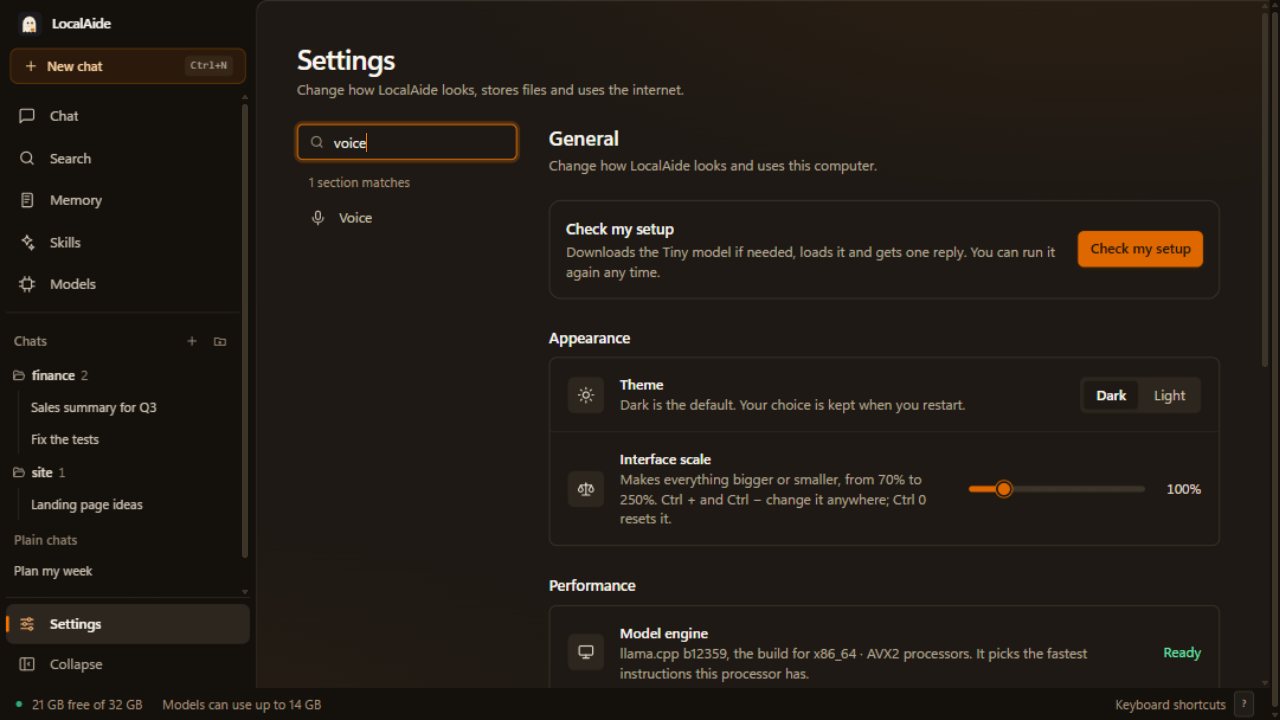 LocalAide
New chat Ctrl+N
Chat
Search
Memory
Skills
Models
Chats
finance 2
Sales summary for Q3
Fix the tests
site 1
Landing page ideas
Plain chats
Plan my week
Settings
Collapse
Settings
Change how LocalAide looks, stores files and uses the internet.
voice
1 section matches
Voice
General
Change how LocalAide looks and uses this computer.
Check my setup
Downloads the Tiny model if needed, loads it and gets one reply. You can run it
again any time.
Check my setup
Appearance
Theme
Dark is the default. Your choice is kept when you restart.
Dark Light
Interface scale
Makes everything bigger or smaller, from 70% to
250%. Ctrl + and Ctrl − change it anywhere; Ctrl 0
resets it.
100%
Performance
Model engine
llama.cpp b12359, the build for x86_64 · AVX2 processors. It picks the fastest
instructions this processor has.
Ready
21 GB free of 32 GB Models can use up to 14 GB
Keyboard shortcuts ?